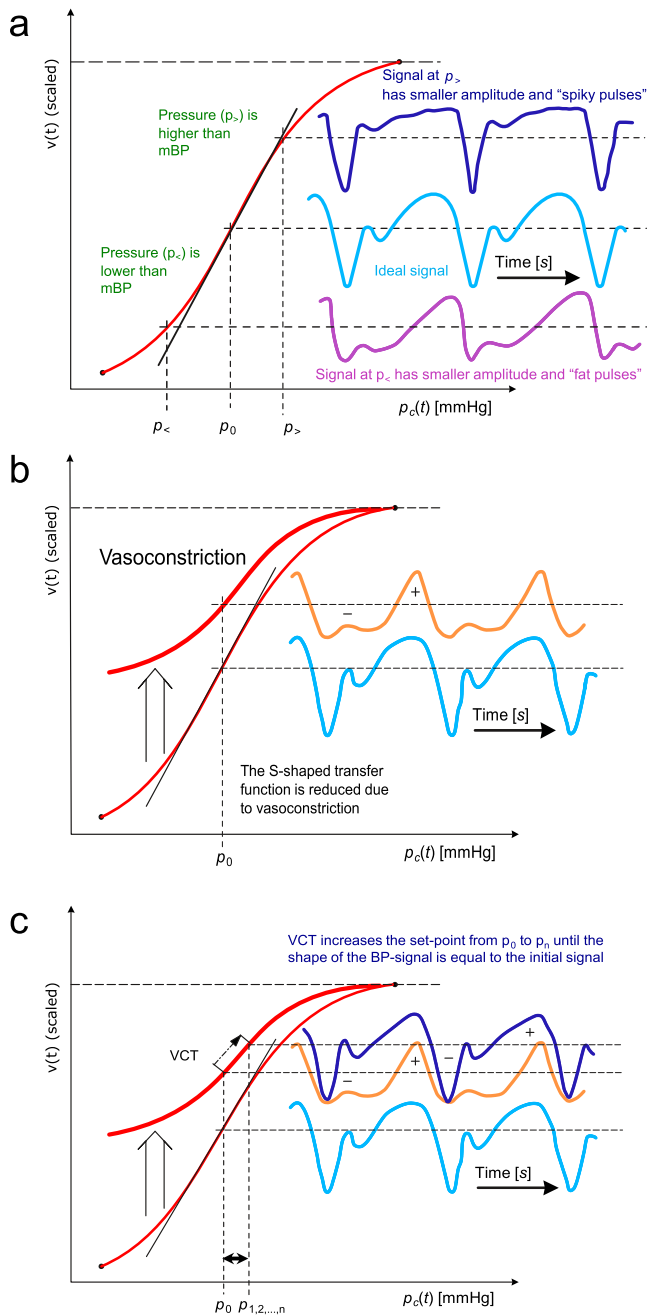 a
v(t) (scaled)
Signal at p>
has smaller amplitude and “spiky pulses”
Pressure (p>) is
higher than
mBP
Pressure (p<) is
lower than
mBP
Ideal signal
Time [s]
Signal at p< has smaller amplitude and “fat pulses”
pc(t) [mmHg]
p<
p0
p>
b
v(t) (scaled)
Vasoconstriction
+
−
Time [s]
The S-shaped transfer
function is reduced due
to vasoconstriction
p0
pc(t) [mmHg]
c
VCT increases the set-point from p0 to pn until the
shape of the BP-signal is equal to the initial signal
v(t) (scaled)
VCT
+
− + −
Time [s]
pc(t) [mmHg]
p0 p1,2,...,n